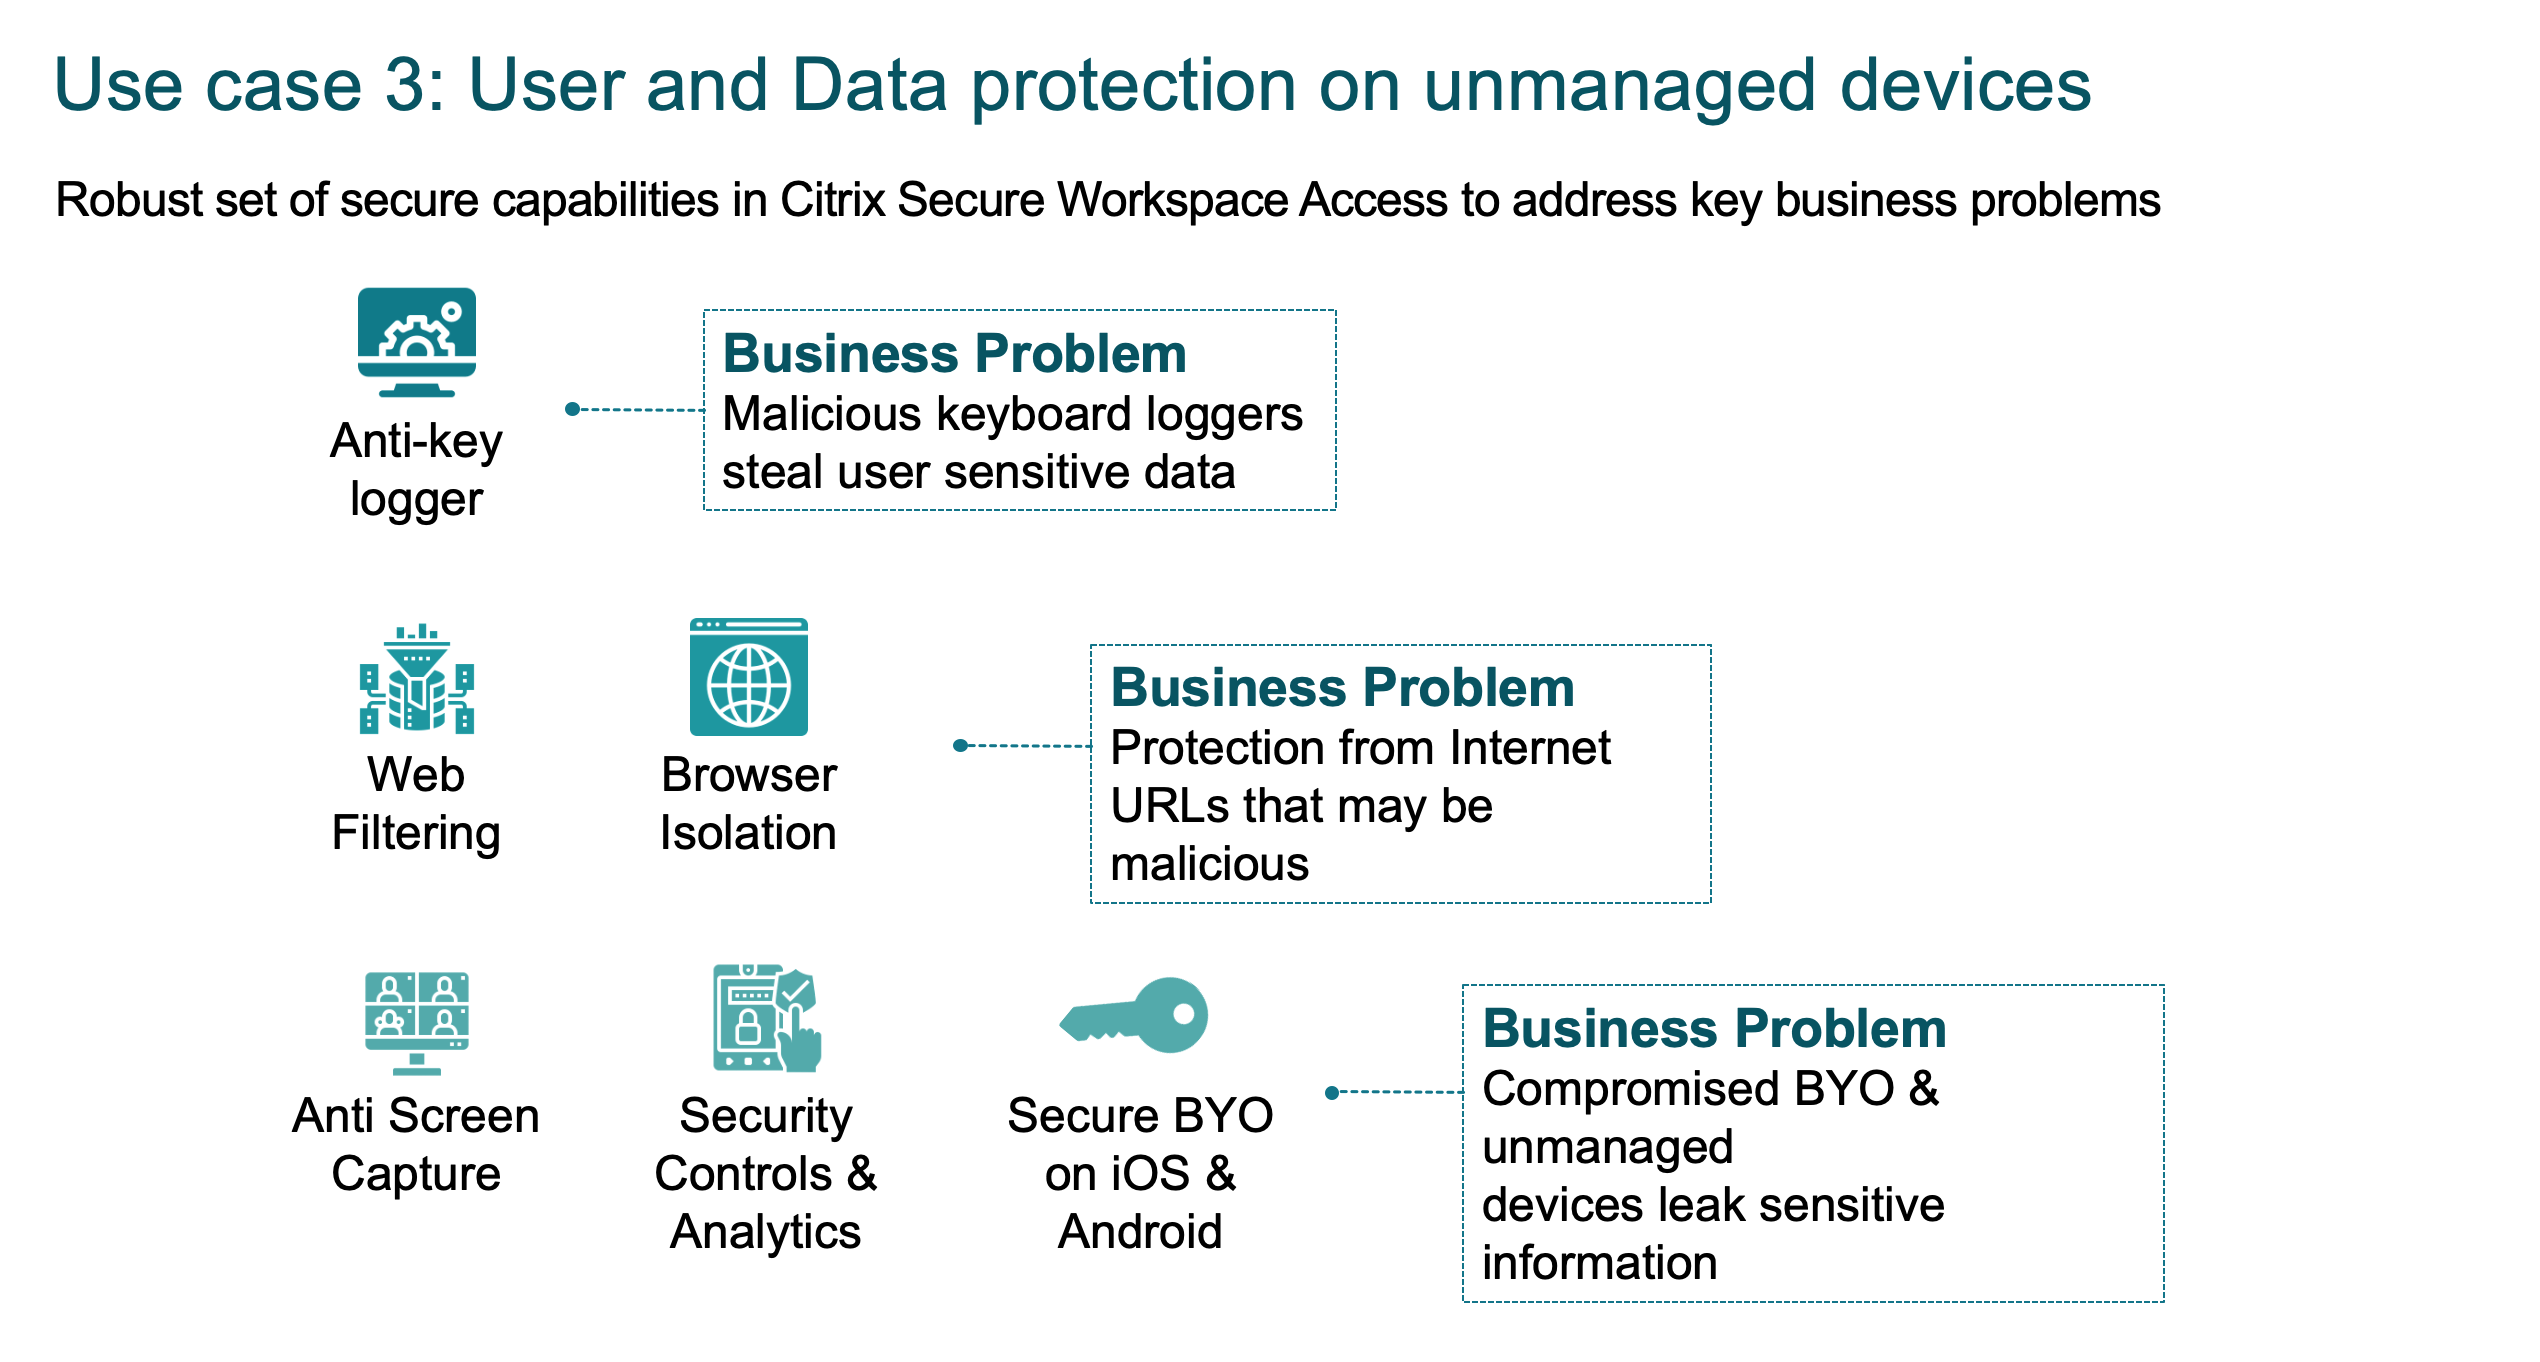 Use case 3: User and Data protection on unmanaged devices
Robust set of secure capabilities in Citrix Secure Workspace Access to address key business problems
Anti-key
logger
Business Problem
Malicious keyboard loggers
steal user sensitive data
Web
Filtering
Browser
Isolation
Business Problem
Protection from Internet
URLs that may be
malicious
Anti Screen
Capture
Security
Controls &
Analytics
Secure BYO
on iOS &
Android
Business Problem
Compromised BYO &
unmanaged
devices leak sensitive
information